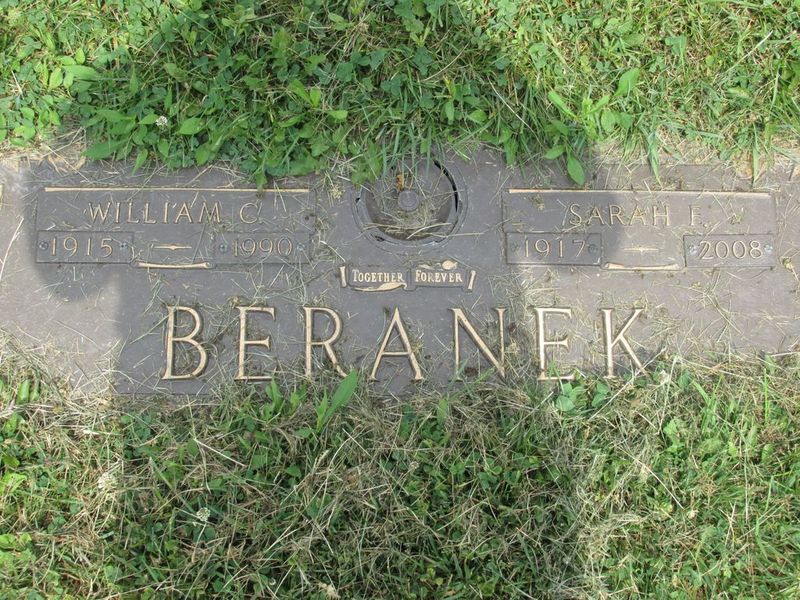 WILLIAM C.
1915 — 1990
SARAH F.
1917 — 2008
TOGETHER FOREVER
BERANEK